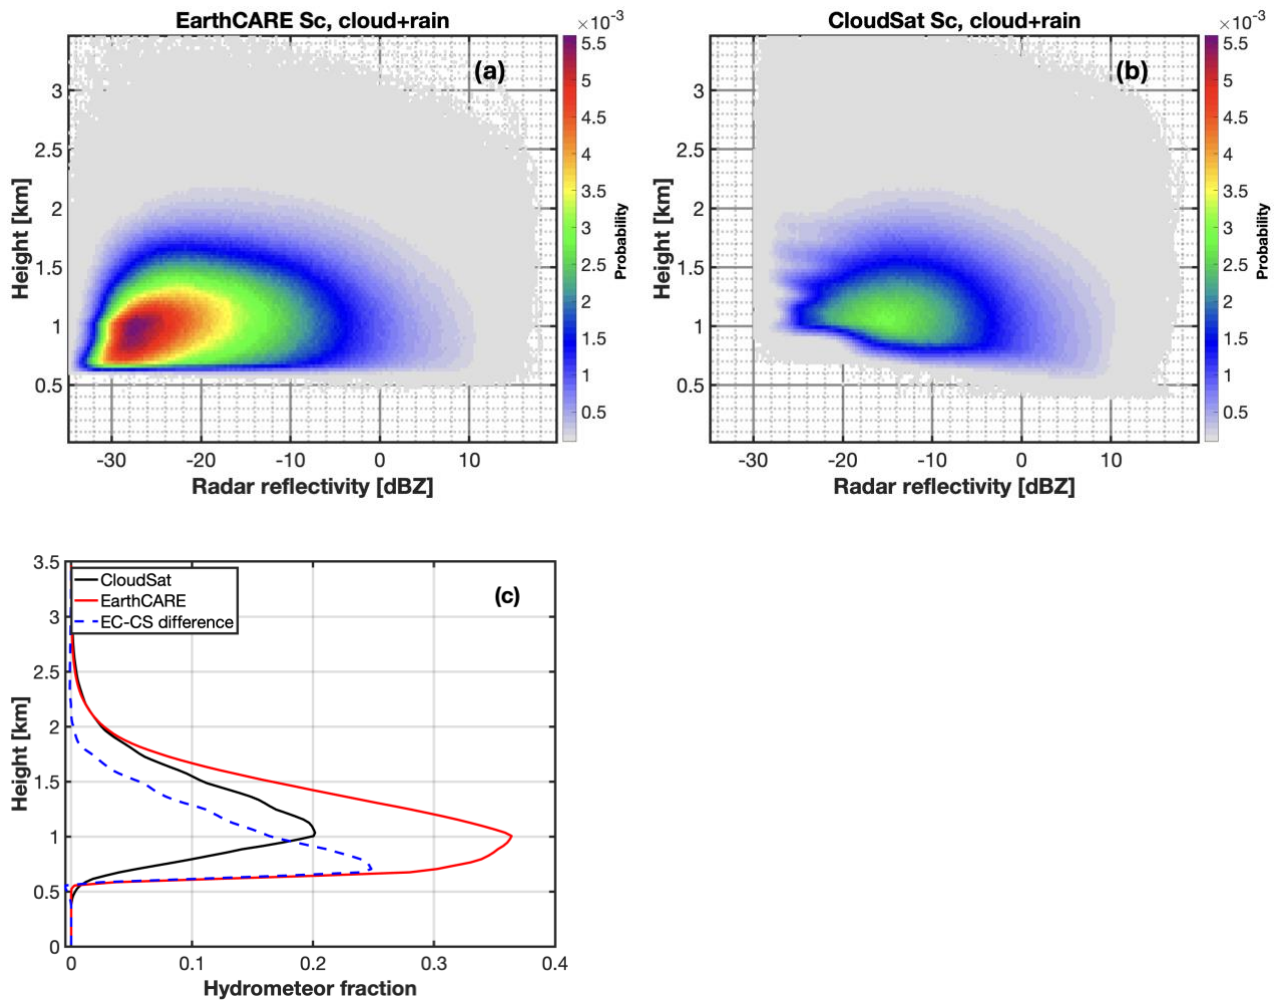 EarthCARE Sc, cloud+rain
×10⁻³
(a)
5.5
5
4.5
4
3.5
3
2.5
2
1.5
1
0.5
Probability
3
2.5
2
1.5
1
0.5
Height [km]
-30 -20 -10 0 10
Radar reflectivity [dBZ]
CloudSat Sc, cloud+rain
×10⁻³
(b)
5.5
5
4.5
4
3.5
3
2.5
2
1.5
1
0.5
Probability
3
2.5
2
1.5
1
0.5
Height [km]
-30 -20 -10 0 10
Radar reflectivity [dBZ]
(c)
CloudSat
EarthCARE
EC-CS difference
3.5
3
2.5
2
1.5
1
0.5
0
Height [km]
0 0.1 0.2 0.3 0.4
Hydrometeor fraction